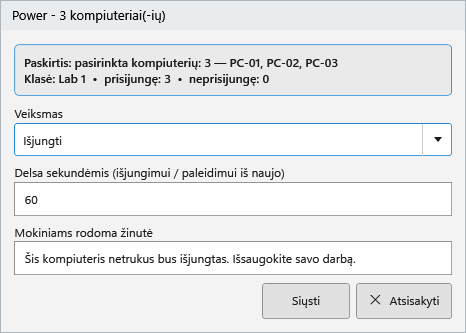 Power - 3 kompiuteriai(-ių)
Paskirtis: pasirinkta kompiuterių: 3 — PC-01, PC-02, PC-03
Klasė: Lab 1 • prisijungę: 3 • neprisijungę: 0
Veiksmas
Išjungti
Delsa sekundėmis (išjungimui / paleidimui iš naujo)
60
Mokiniams rodoma žinutė
Šis kompiuteris netrukus bus išjungtas. Išsaugokite savo darbą.
Siųsti
Atsisakyti